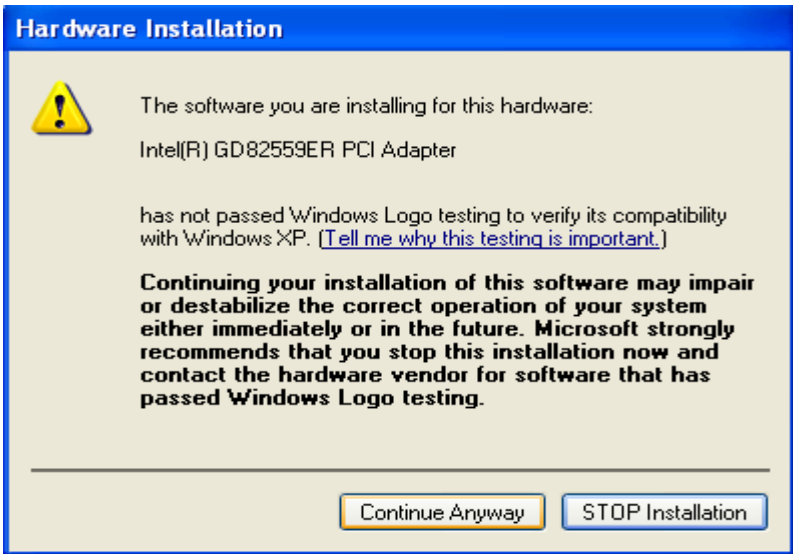 Hardware Installation
The software you are installing for this hardware:
Intel(R) GD82559ER PCI Adapter
has not passed Windows Logo testing to verify its compatibility
with Windows XP. (Tell me why this testing is important.)
Continuing your installation of this software may impair
or destabilize the correct operation of your system
either immediately or in the future. Microsoft strongly
recommends that you stop this installation now and
contact the hardware vendor for software that has
passed Windows Logo testing.
Continue Anyway STOP Installation